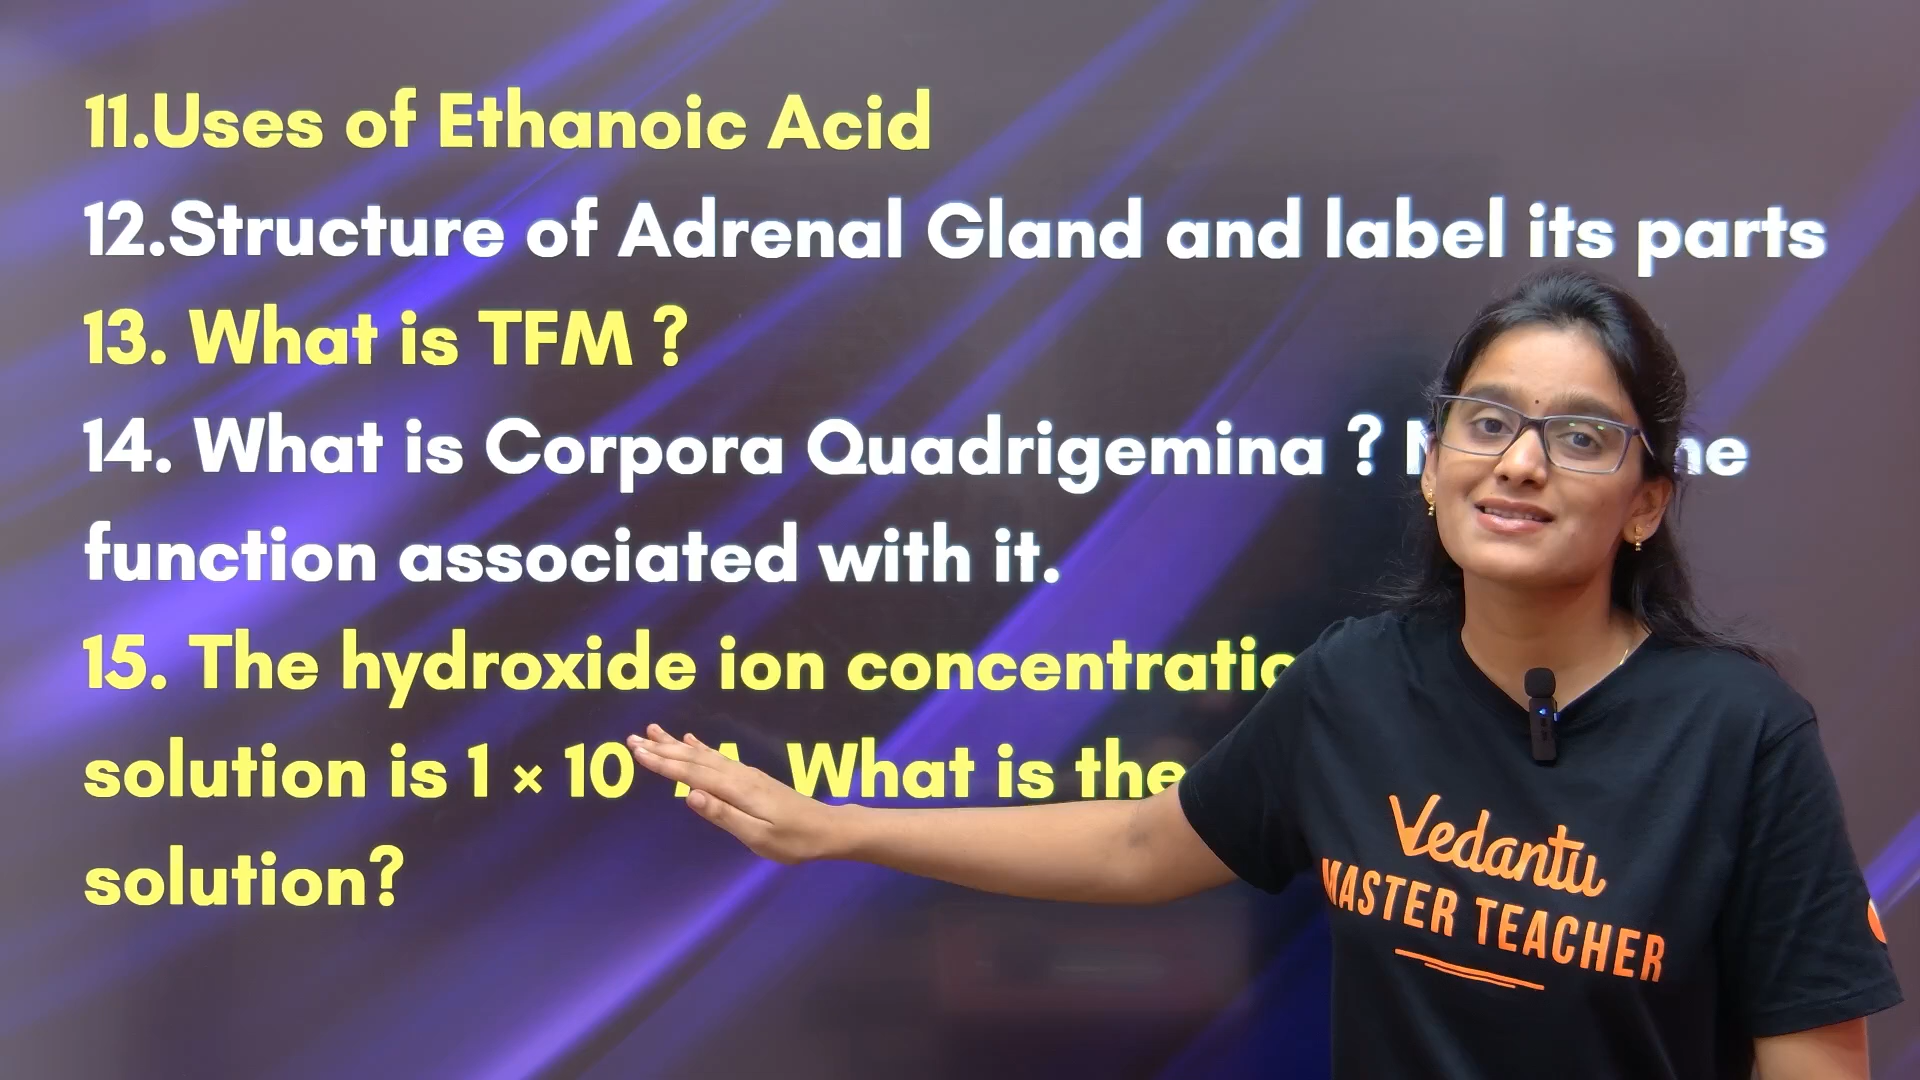 11.Uses of Ethanoic Acid
12.Structure of Adrenal Gland and label its parts
13. What is TFM ?
14. What is Corpora Quadrigemina ?
function associated with it.
15. The hydroxide ion
solution is 1 × 10 What is the
solution?
Vedantu
MASTER TEACHER